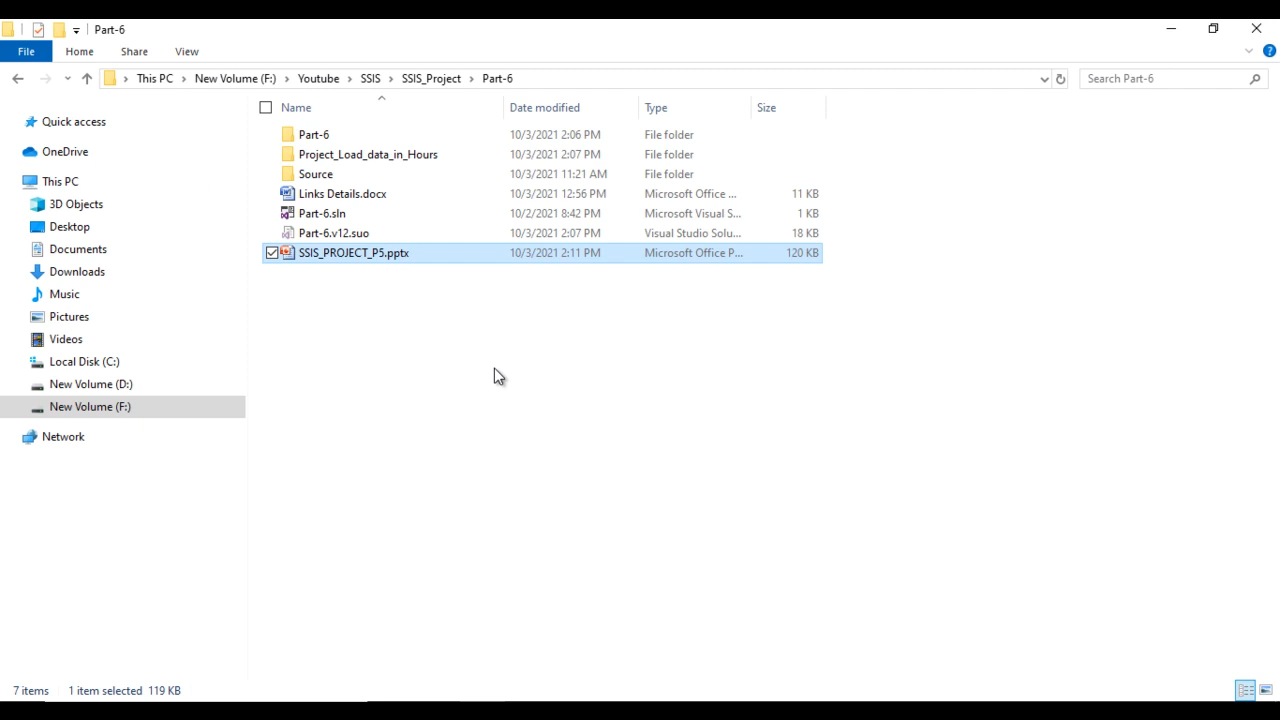 Part-6
File Home Share View
This PC New Volume (F:) Youtube SSIS SSIS_Project Part-6 Search Part-6
Name Date modified Type Size
Quick access
OneDrive
This PC
3D Objects
Desktop
Documents
Downloads
Music
Pictures
Videos
Local Disk (C:)
New Volume (D:)
New Volume (F:)
Network
Part-6 10/3/2021 2:06 PM File folder
Project_Load_data_in_Hours 10/3/2021 2:07 PM File folder
Source 10/3/2021 11:21 AM File folder
Links Details.docx 10/3/2021 12:56 PM Microsoft Office ... 11 KB
Part-6.sln 10/2/2021 8:42 PM Microsoft Visual S... 1 KB
Part-6.v12.suo 10/3/2021 2:07 PM Visual Studio Solu... 18 KB
SSIS_PROJECT_P5.pptx 10/3/2021 2:11 PM Microsoft Office P... 120 KB
7 items 1 item selected 119 KB